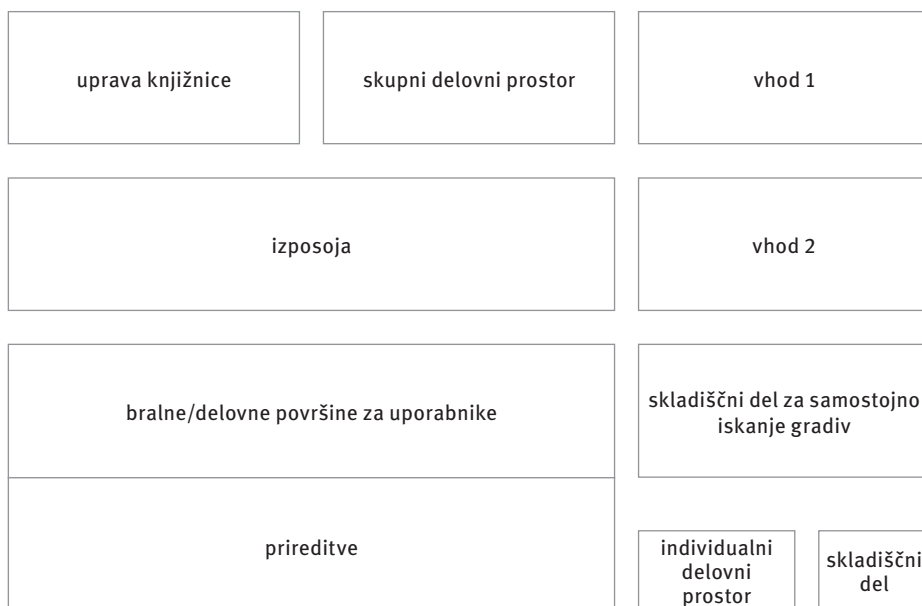 uprava knjižnice
skupni delovni prostor
vhod 1
izposoja
vhod 2
bralne/delovne površine za uporabnike
skladiščni del za samostojno
iskanje gradiv
prireditve
individualni
delovni
prostor
skladiščni
del